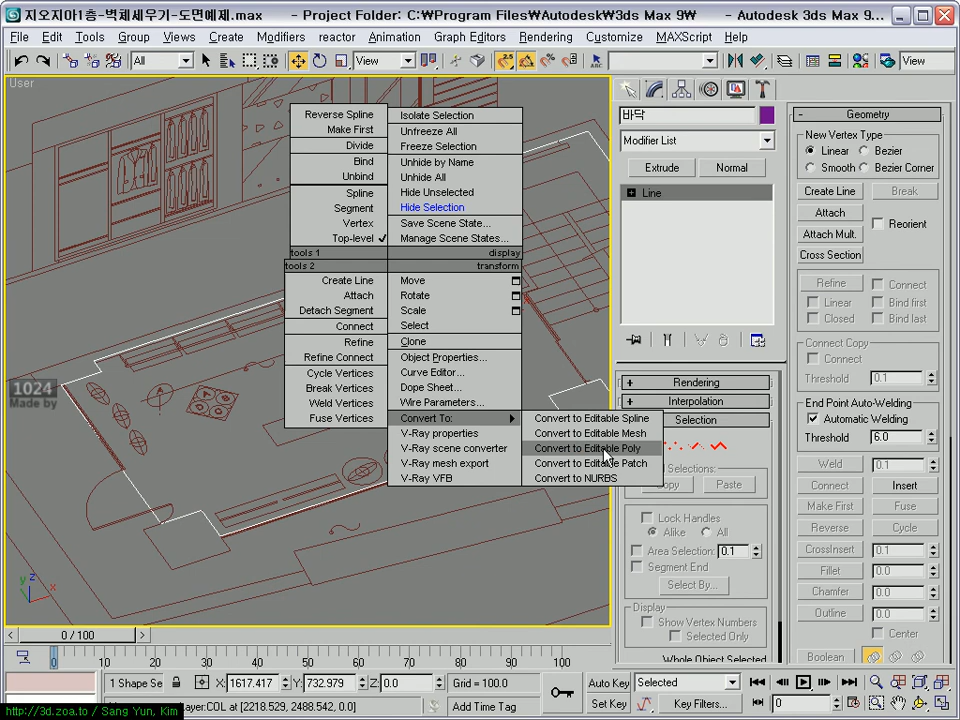 지오지아1층-벽체세우기-도면예제.max - Project Folder: C:₩Program Files₩Autodesk₩3ds Max 9₩ - Autodesk 3ds Max 9...
File Edit Tools Group Views Create Modifiers reactor Animation Graph Editors Rendering Customize MAXScript Help
All View View
User
Reverse Spline
Make First
Divide
Bind
Unbind
Spline
Segment
Vertex
Top-level
tools 1
tools 2
Create Line
Attach
Detach Segment
Connect
Refine
Refine Connect
Cycle Vertices
Break Vertices
Weld Vertices
Fuse Vertices
Isolate Selection
Unfreeze All
Freeze Selection
Unhide by Name
Unhide All
Hide Unselected
Hide Selection
Save Scene State...
Manage Scene States...
display
transform
Move
Rotate
Scale
Select
Clone
Object Properties...
Curve Editor...
Dope Sheet...
Wire Parameters...
Convert To:
V-Ray properties
V-Ray scene converter
V-Ray mesh export
V-Ray VFB
Convert to Editable Spline
Convert to Editable Mesh
Convert to Editable Poly
Convert to Editable Patch
Convert to NURBS
1024
Made by
z
y
x
바닥
Modifier List
Extrude Normal
Line
+ Rendering
+ Interpolation
Selection
Selections:
Copy Paste
Lock Handles
Alike All
Area Selection: 0.1
Segment End
Select By...
Display
Show Vertex Numbers
Selected Only
Whole Object Selected
- Geometry
New Vertex Type
Linear Bezier
Smooth Bezier Corner
Create Line Break
Attach
Reorient
Attach Mult.
Cross Section
Refine Connect
Linear Bind first
Closed Bind last
Connect Copy
Connect
Threshold 0.1
End Point Auto-Welding
Automatic Welding
Threshold 6.0
Weld 0.1
Connect Insert
Make First Fuse
Reverse Cycle
CrossInsert 0.1
Fillet 0.0
Chamfer 0.0
Outline 0.0
Center
Boolean
< 0 / 100 >
0 10 20 30 40 50 60 70 80 90 100
1 Shape Se X: 1617.417 Y: 732.979 Z: 0.0 Grid = 100.0
Auto Key Selected
http://3d.zoa.to / Sang Yun, Kim
Layer:COL at [2218.529, 2488.542, 0.0] Add Time Tag
Set Key Key Filters... 0